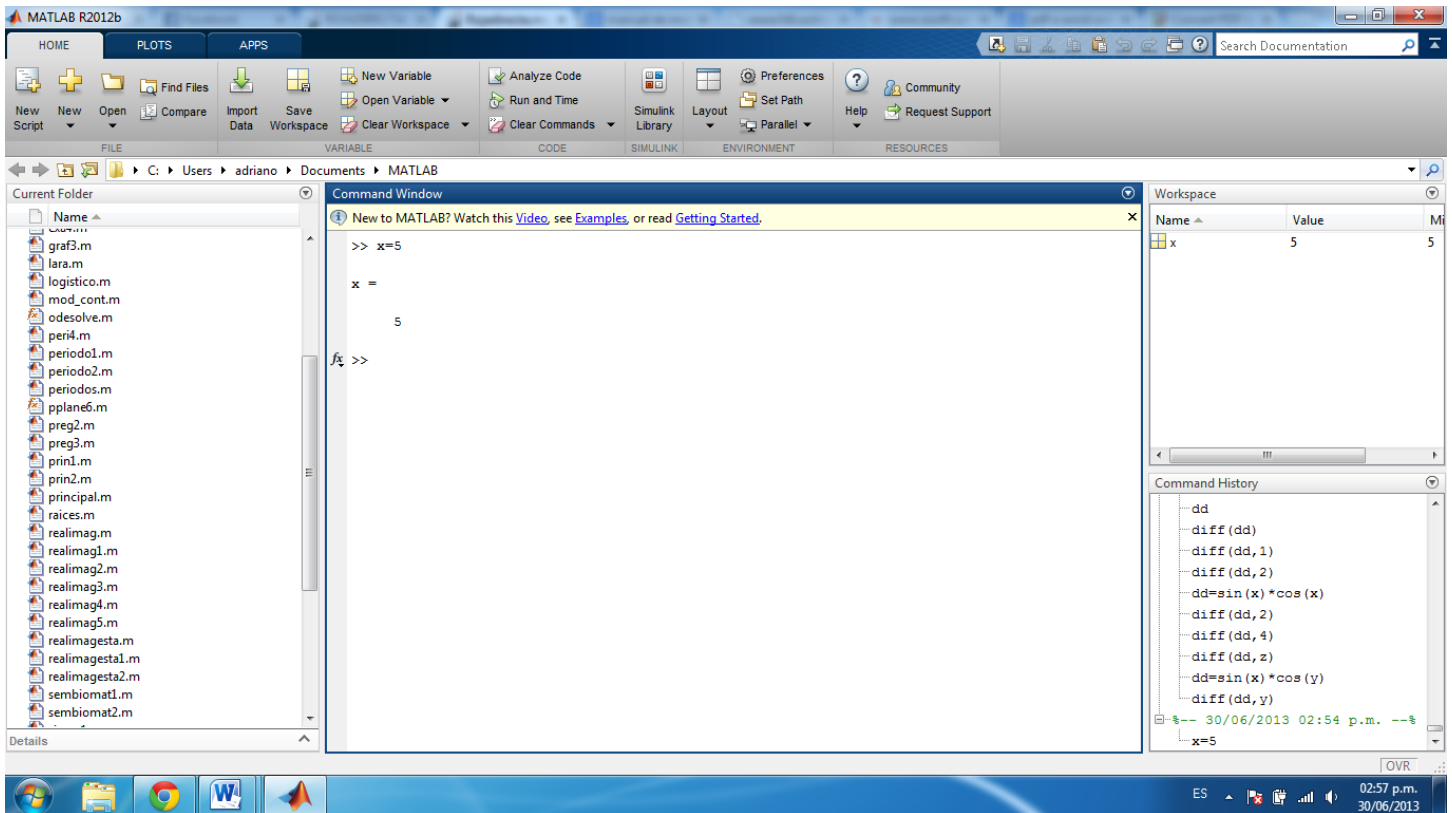 MATLAB R2012b
HOME PLOTS APPS
Search Documentation
New Script
New
Open
Find Files
Compare
Import Data
Save Workspace
New Variable
Open Variable
Clear Workspace
Analyze Code
Run and Time
Clear Commands
Simulink Library
Layout
Preferences
Set Path
Parallel
Help
Community
Request Support
FILE VARIABLE CODE SIMULINK ENVIRONMENT RESOURCES
C: Users adriano Documents MATLAB
Current Folder
Name
graf3.m
lara.m
logistico.m
mod_cont.m
odesolve.m
peri4.m
periodo1.m
periodo2.m
periodos.m
pplane6.m
preg2.m
preg3.m
prin1.m
prin2.m
principal.m
raices.m
realimag.m
realimag1.m
realimag2.m
realimag3.m
realimag4.m
realimag5.m
realimagesta.m
realimagesta1.m
realimagesta2.m
sembiomat1.m
sembiomat2.m
Details
Command Window
New to MATLAB? Watch this Video, see Examples, or read Getting Started.
>> x=5
x =
5
fx >>
Workspace
Name Value Mi
x 5 5
Command History
dd
diff(dd)
diff(dd,1)
diff(dd,2)
dd=sin(x)*cos(x)
diff(dd,2)
diff(dd,4)
diff(dd,z)
dd=sin(x)*cos(y)
diff(dd,y)
%-- 30/06/2013 02:54 p.m. --%
x=5
OVR
ES
02:57 p.m.
30/06/2013